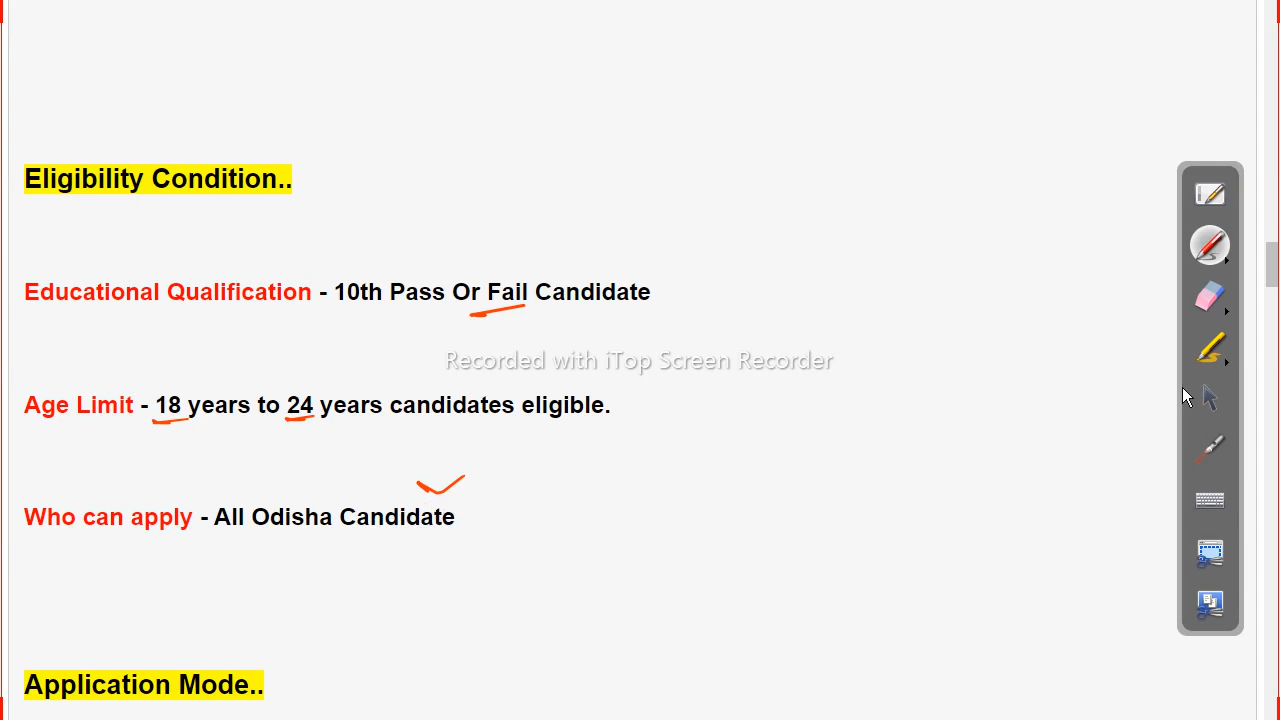 Eligibility Condition..
Educational Qualification - 10th Pass Or Fail Candidate
Recorded with iTop Screen Recorder
Age Limit - 18 years to 24 years candidates eligible.
Who can apply - All Odisha Candidate
Application Mode..